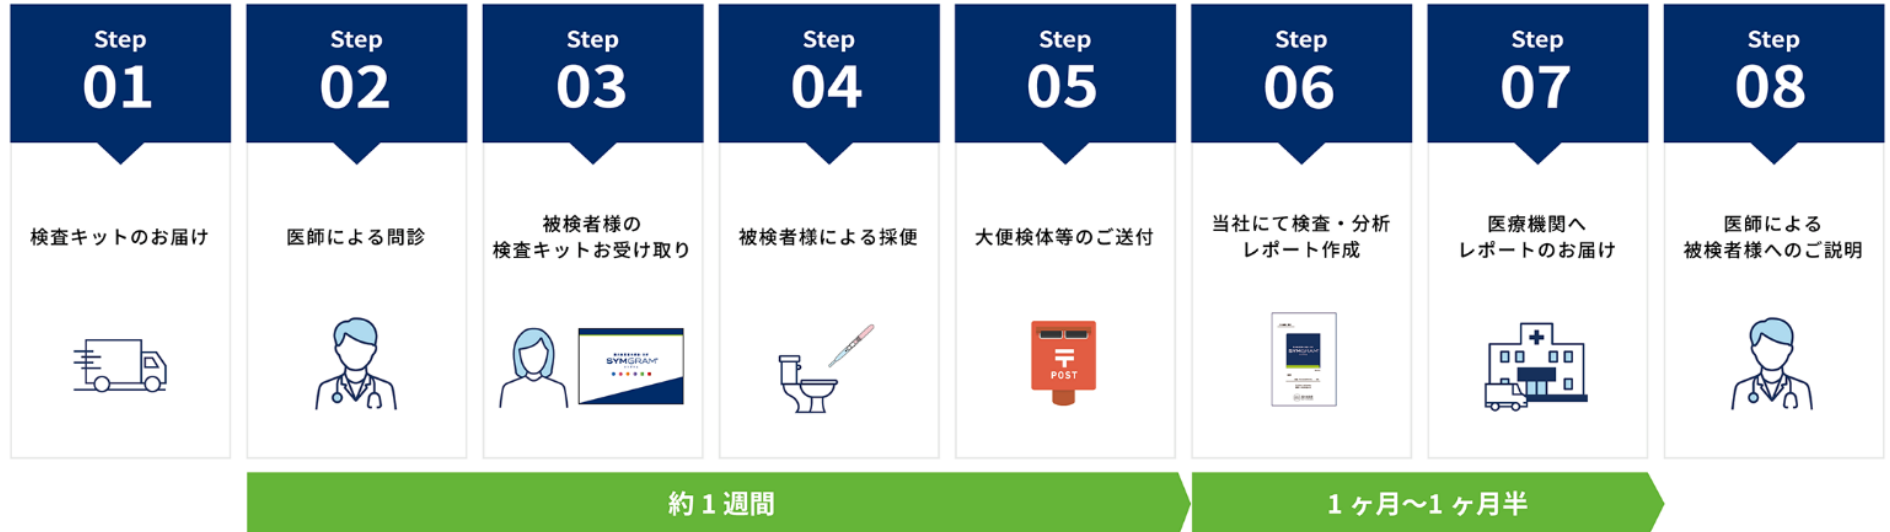 Step
01
検査キットのお届け
Step
02
医師による問診
Step
03
被検者様の
検査キットお受け取り
SYMGRAM
Step
04
被検者様による採便
Step
05
大便検体等のご送付
〒
POST
Step
06
当社にて検査・分析
レポート作成
SYMGRAM
Step
07
医療機関へ
レポートのお届け
Step
08
医師による
被検者様へのご説明
約1週間
1ヶ月〜1ヶ月半